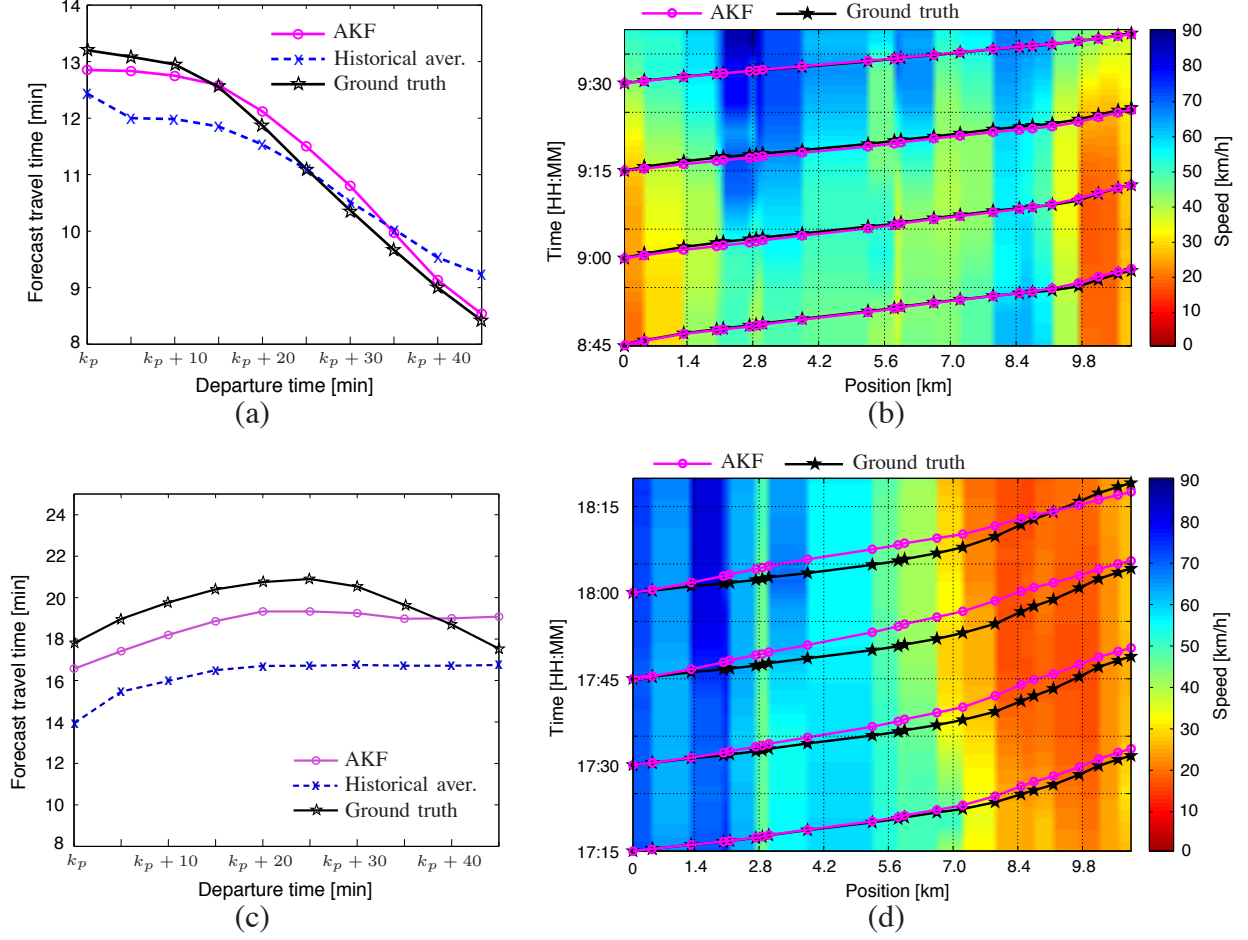 AKF
Historical aver.
Ground truth
14
13
12
11
10
9
8
Forecast travel time [min]
k_p
k_p + 10
k_p + 20
k_p + 30
k_p + 40
Departure time [min]
(a)
AKF Ground truth
9:30
9:15
9:00
8:45
Time [HH:MM]
0 1.4 2.8 4.2 5.6 7.0 8.4 9.8
Position [km]
90
80
70
60
50
40
30
20
10
0
Speed [km/h]
(b)
24
22
20
18
16
14
12
10
8
Forecast travel time [min]
AKF
Historical aver.
Ground truth
k_p
k_p + 10
k_p + 20
k_p + 30
k_p + 40
Departure time [min]
(c)
AKF Ground truth
18:15
18:00
17:45
17:30
17:15
Time [HH:MM]
0 1.4 2.8 4.2 5.6 7.0 8.4 9.8
Position [km]
90
80
70
60
50
40
30
20
10
0
Speed [km/h]
(d)